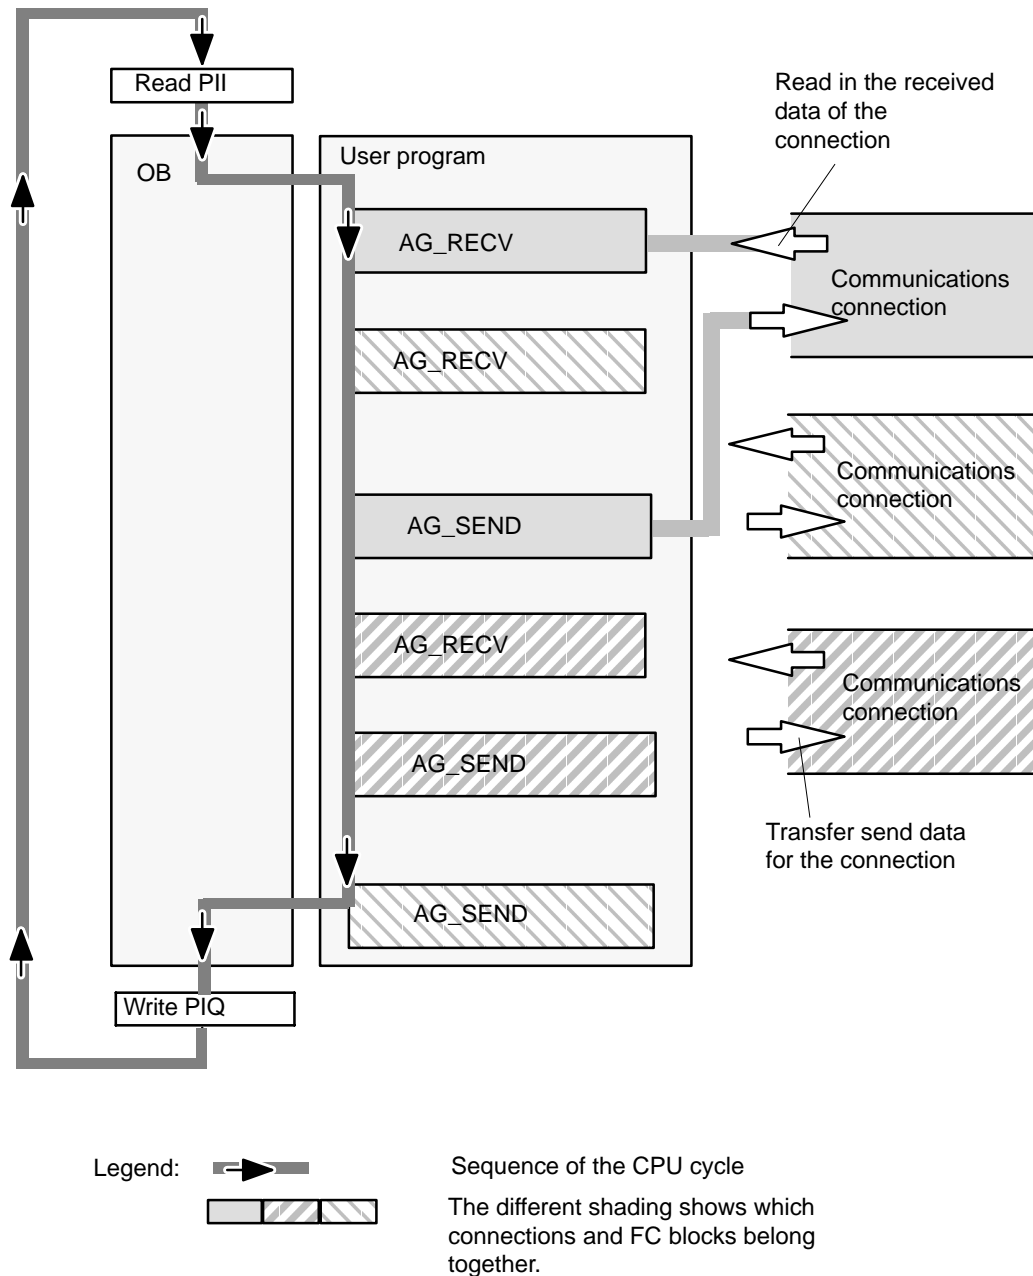 Read PII
Read in the received
data of the
connection
OB
User program
AG_RECV
Communications
connection
AG_RECV
Communications
connection
AG_SEND
AG_RECV
Communications
connection
AG_SEND
Transfer send data
for the connection
AG_SEND
Write PIQ
Legend:
Sequence of the CPU cycle
The different shading shows which
connections and FC blocks belong
together.